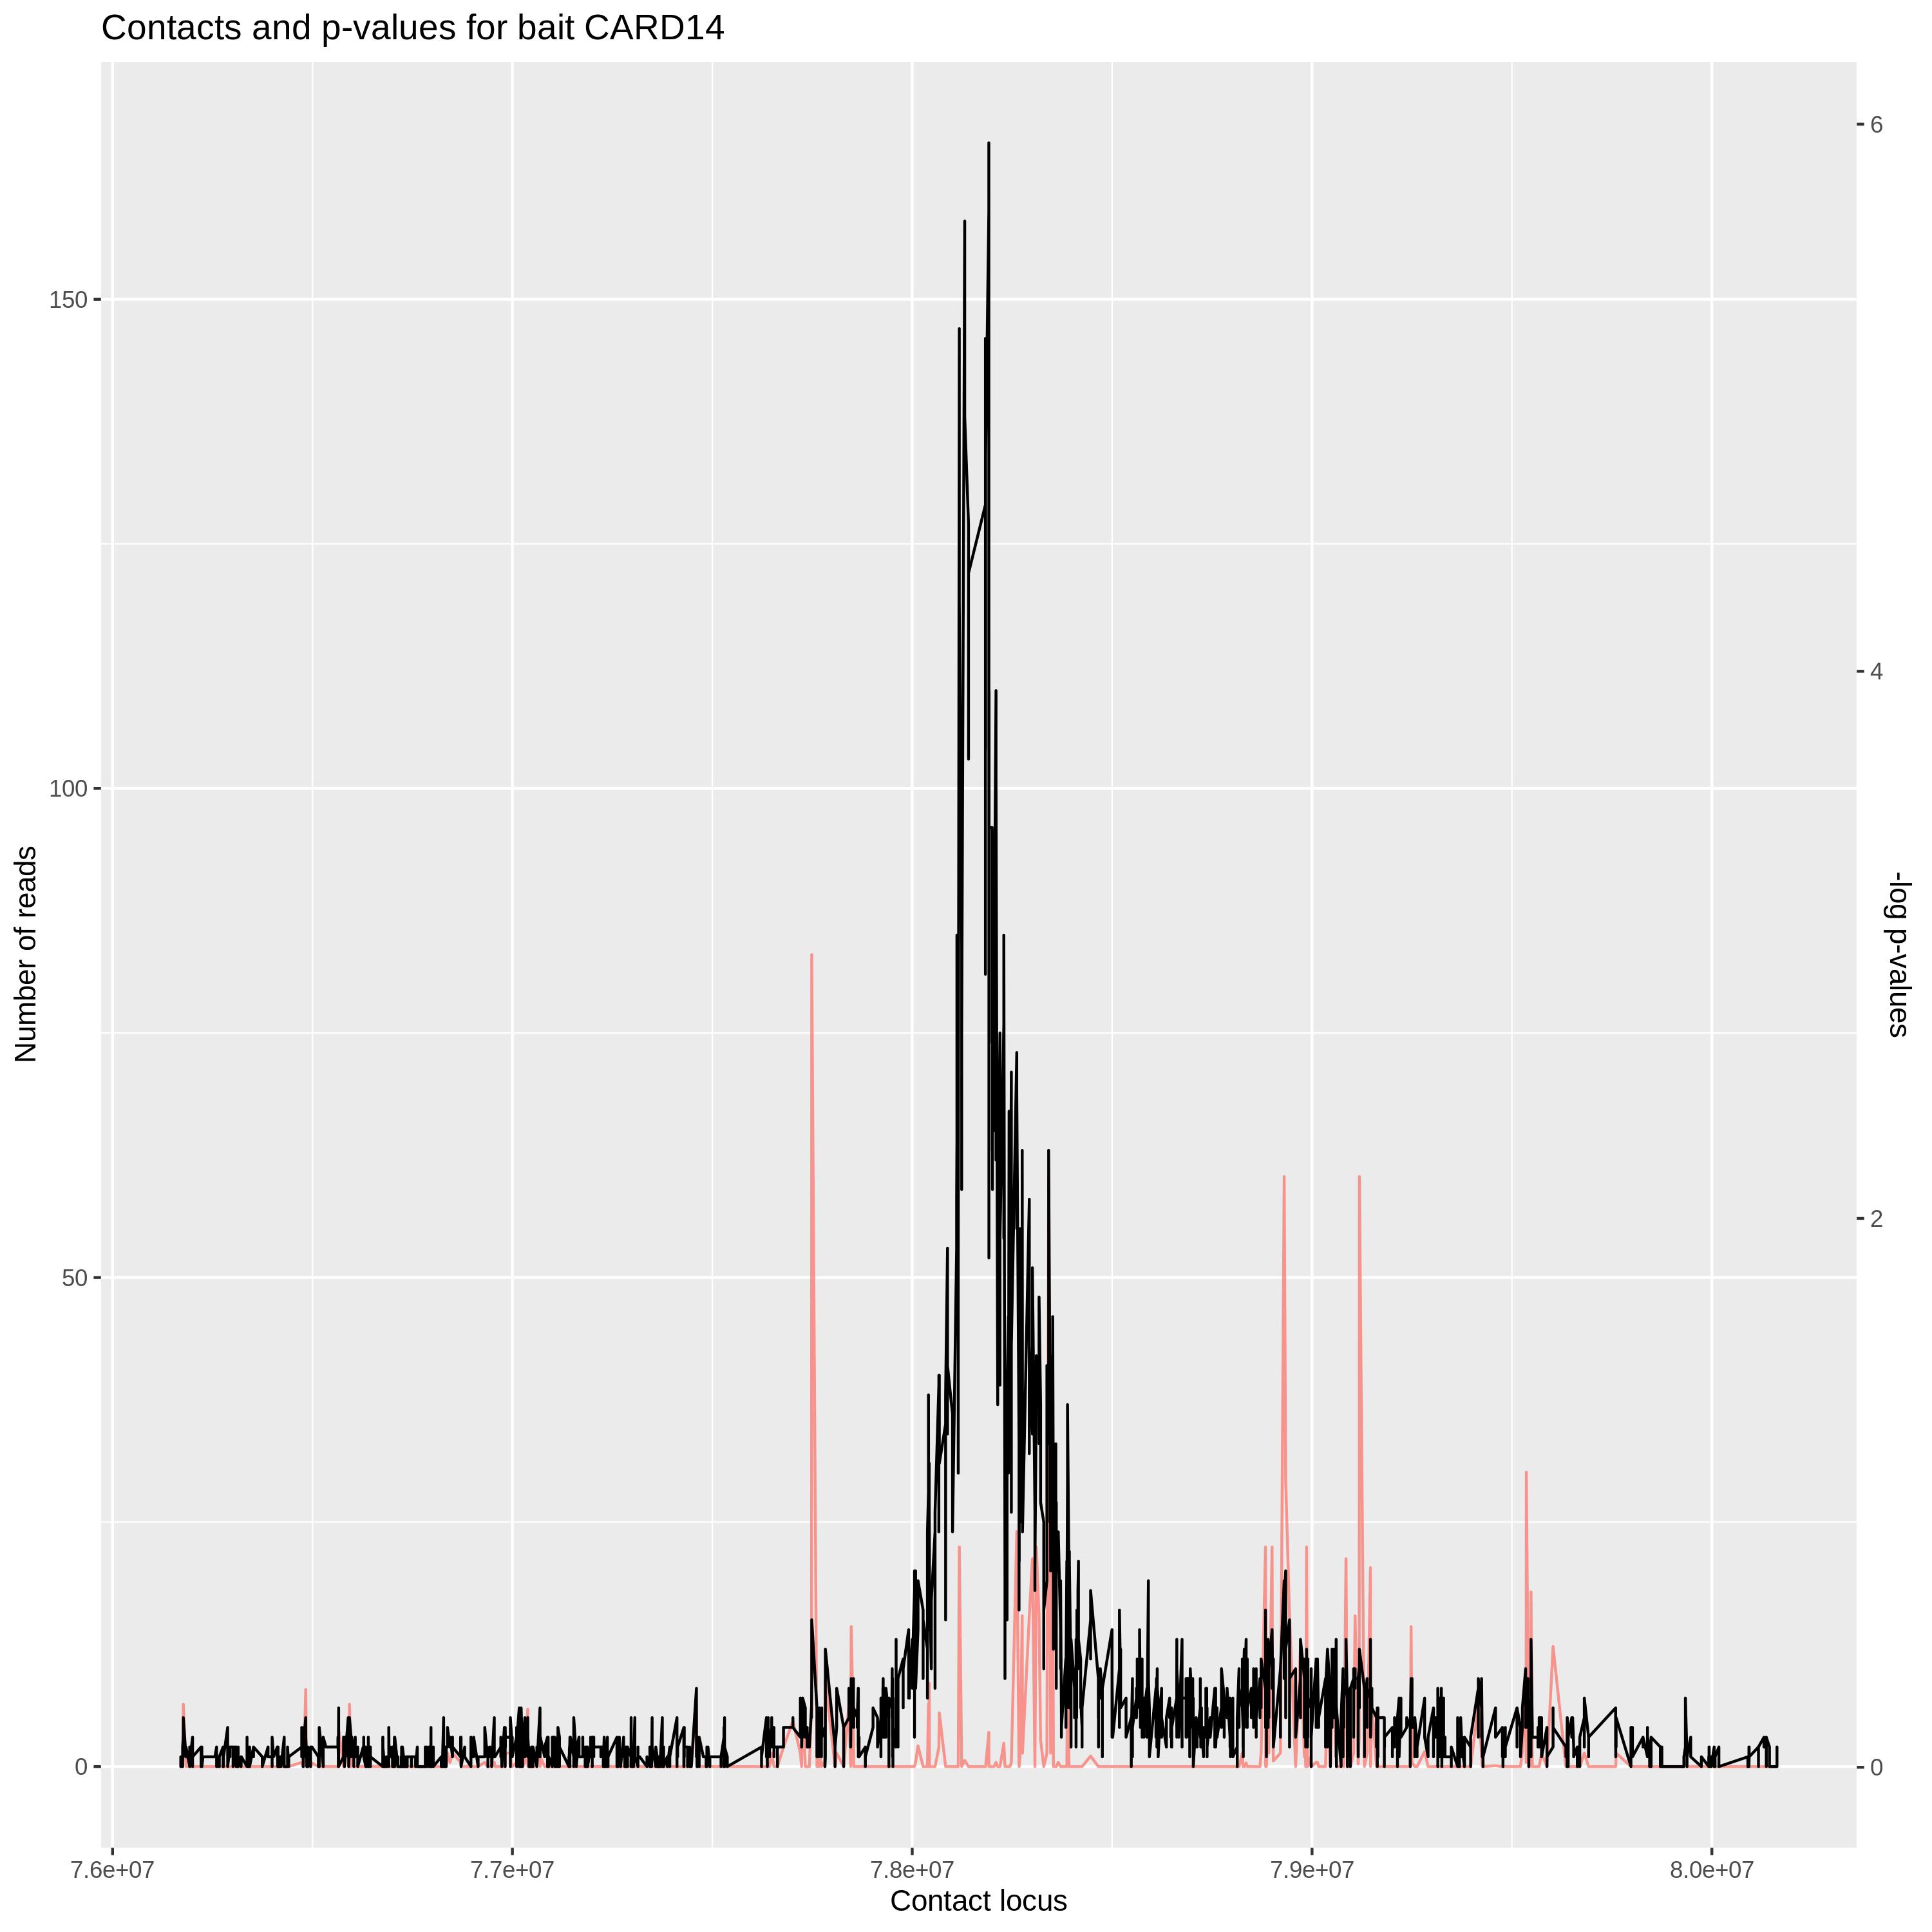 Contacts and p-values for bait CARD14
Number of reads
150
100
50
0
6
4
2
0
-log p-values
7.6e+07 7.7e+07 7.8e+07 7.9e+07 8.0e+07
Contact locus